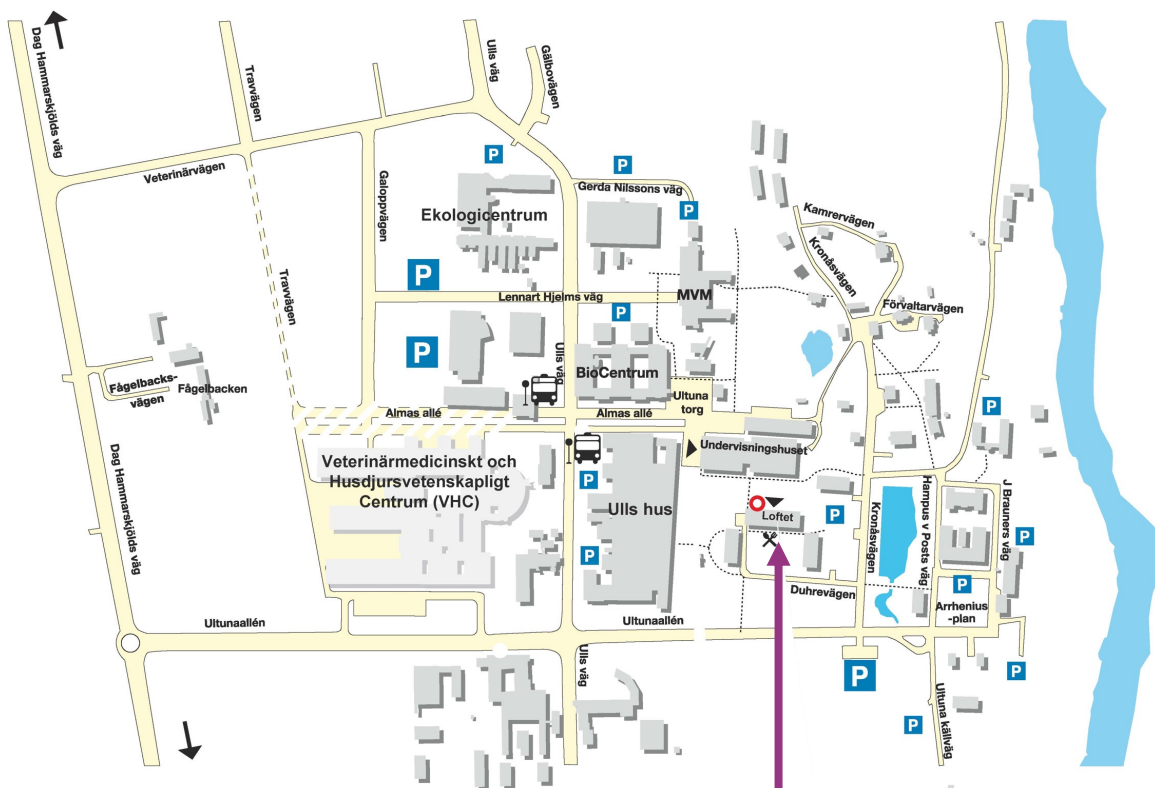 Dag Hammarskjölds väg
Travvägen
Ulls väg
Gälbovägen
Veterinärvägen
Galoppvägen
P
P
Gerda Nilssons väg
P
Ekologicentrum
Kamrervägen
Kronåsvägen
Travvägen
P
Lennart Hjelms väg
MVM
Förvaltarvägen
P
P
Ulls väg
BioCentrum
Fågelbacks-
vägen
Fågelbacken
Almas allé
Almas allé
Ultuna
torg
P
Undervisningshuset
Veterinärmedicinskt och
Husdjursvetenskapligt
Centrum (VHC)
P
Ulls hus
Loftet
P
Kronåsvägen
Hampus v Posts väg
J Brauners väg
P
Dag Hammarskjölds väg
P
Duhrevägen
P
Arrhenius
-plan
Ultunaallén
Ultunaallén
Ulls väg
P
P
Ultuna källväg
P